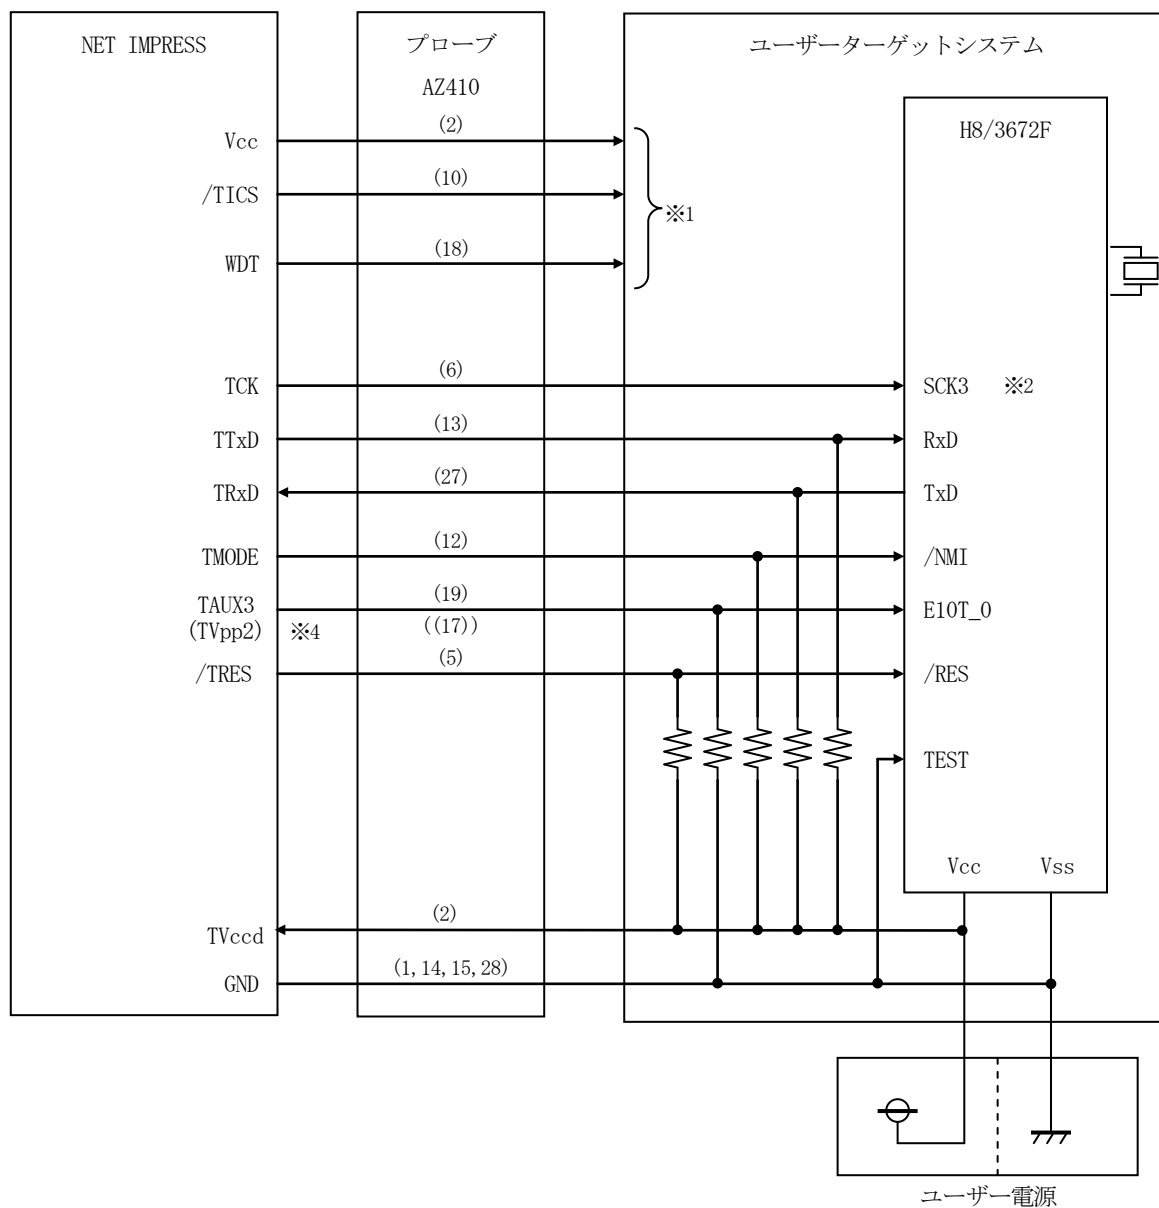 NET IMPRESS
プローブ
AZ410
ユーザーターゲットシステム
H8/3672F
Vcc
(2)
/TICS
(10)
※1
WDT
(18)
TCK
(6)
SCK3 ※2
TTxD
(13)
RxD
TRxD
(27)
TxD
TMODE
(12)
/NMI
TAUX3
(19)
E10T_0
(TVpp2) ※4
((17))
/TRES
(5)
/RES
TEST
Vcc Vss
TVccd
(2)
GND
(1,14,15,28)
ユーザー電源